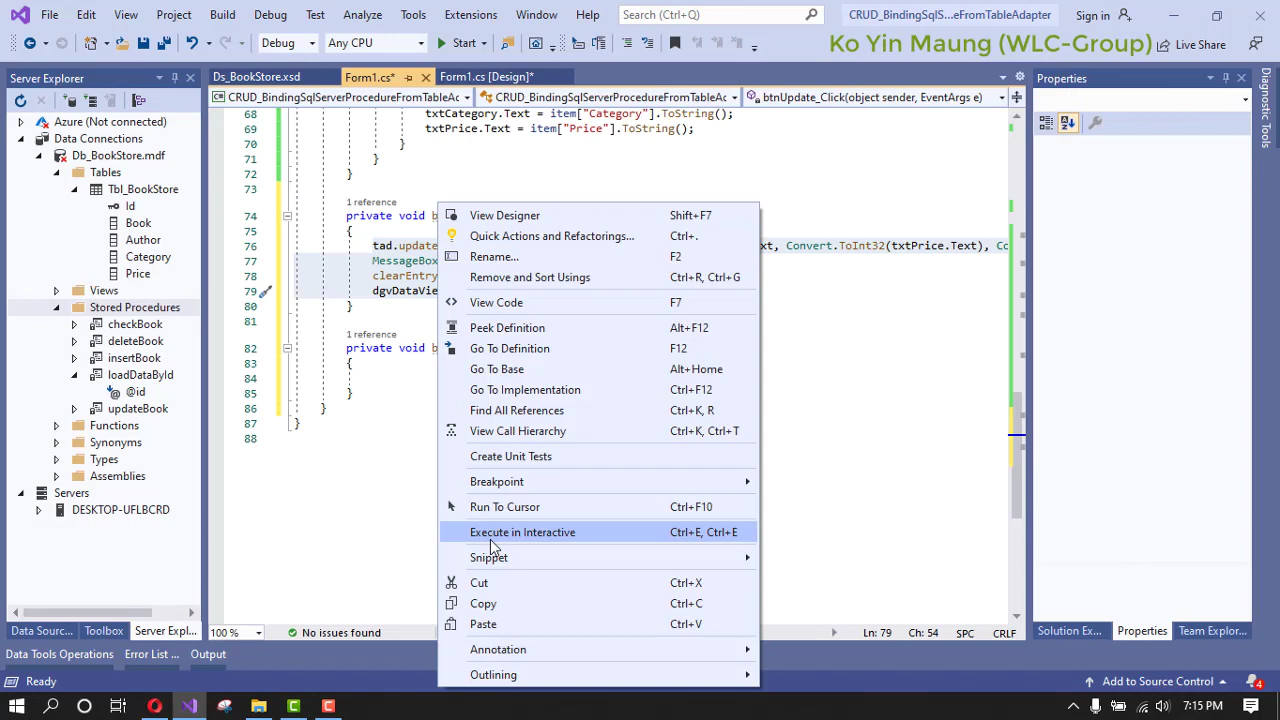 File Edit View Project Build Debug Test Analyze Tools Extensions Window Help Search (Ctrl+Q) CRUD_BindingSqlS...eFromTableAdapter Sign in
Debug Any CPU Start Ko Yin Maung (WLC-Group) Live Share
Server Explorer
Ds_BookStore.xsd Form1.cs* Form1.cs [Design]*
Properties
CRUD_BindingSqlServerProcedureFromTableAc CRUD_BindingSqlServerProcedureFromTableA btnUpdate_Click(object sender, EventArgs e)
Azure (Not connected)
Data Connections
Db_BookStore.mdf
Tables
Tbl_BookStore
Id
Book
Author
Category
Price
Views
Stored Procedures
checkBook
deleteBook
insertBook
loadDataById
@id
updateBook
Functions
Synonyms
Types
Assemblies
Servers
DESKTOP-UFLBCRD
68 txtCategory.Text = item["Category"].ToString();
69 txtPrice.Text = item["Price"].ToString();
70 }
71 }
72 }
73
1 reference
74 private void b
75 {
76 tad.update xt, Convert.ToInt32(txtPrice.Text), Co
77 MessageBox
78 clearEntry
79 dgvDataVie
80 }
81
1 reference
82 private void b
83 {
84
85 }
86 }
87 }
88
View Designer Shift+F7
Quick Actions and Refactorings... Ctrl+.
Rename... F2
Remove and Sort Usings Ctrl+R, Ctrl+G
View Code F7
Peek Definition Alt+F12
Go To Definition F12
Go To Base Alt+Home
Go To Implementation Ctrl+F12
Find All References Ctrl+K, R
View Call Hierarchy Ctrl+K, Ctrl+T
Create Unit Tests
Breakpoint
Run To Cursor Ctrl+F10
Execute in Interactive Ctrl+E, Ctrl+E
Snippet
Cut Ctrl+X
Copy Ctrl+C
Paste Ctrl+V
Annotation
Outlining
Diagnostic Tools
100 % No issues found Ln: 79 Ch: 54 SPC CRLF
Data Sourc... Toolbox Server Expl... Solution Ex... Properties Team Explor...
Data Tools Operations Error List ... Output
Ready Add to Source Control 4
7:15 PM